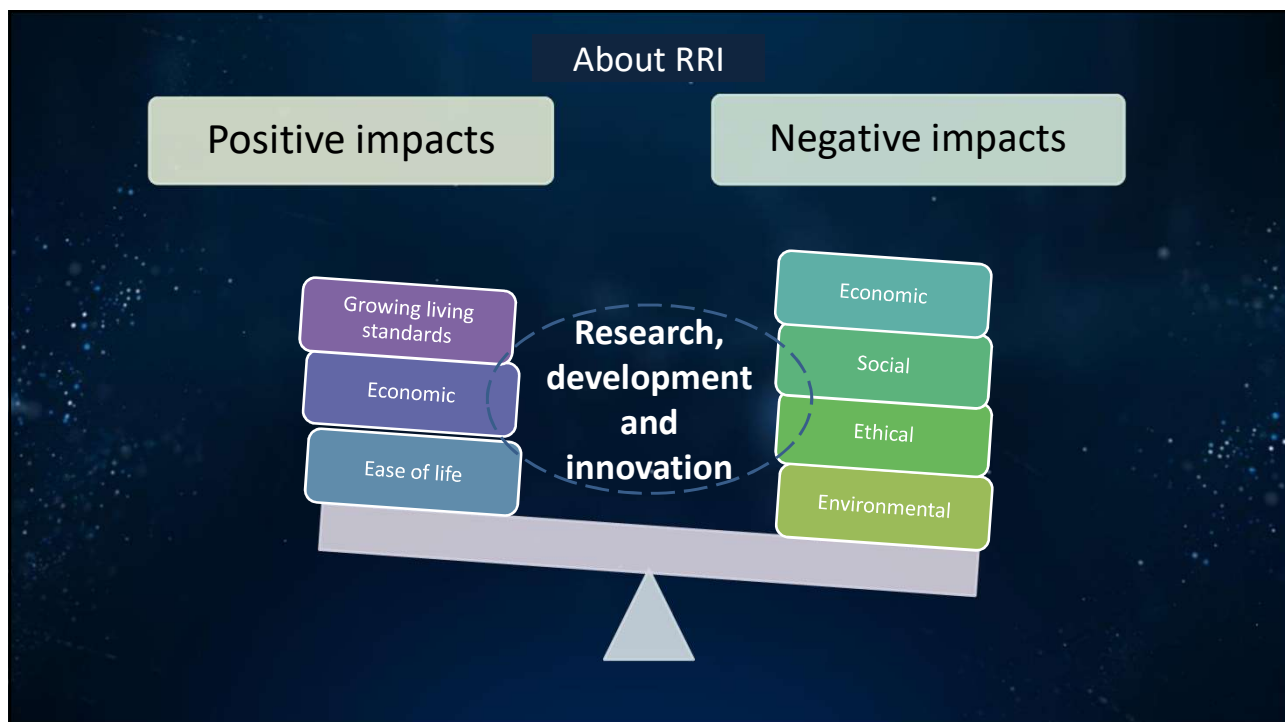 About RRI
Positive impacts
Negative impacts
Growing living
standards
Economic
Ease of life
Research,
development
and
innovation
Economic
Social
Ethical
Environmental